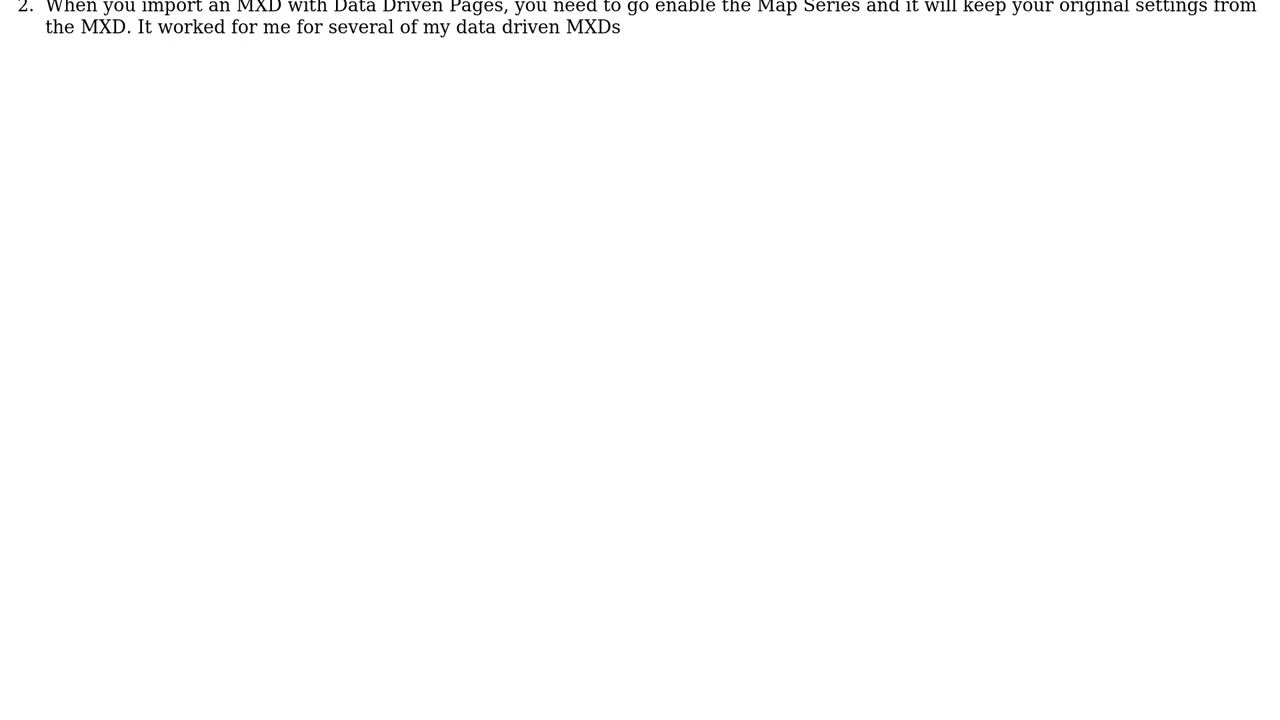 2. When you import an MXD with Data Driven Pages, you need to go enable the Map Series and it will keep your original settings from
the MXD. It worked for me for several of my data driven MXDs